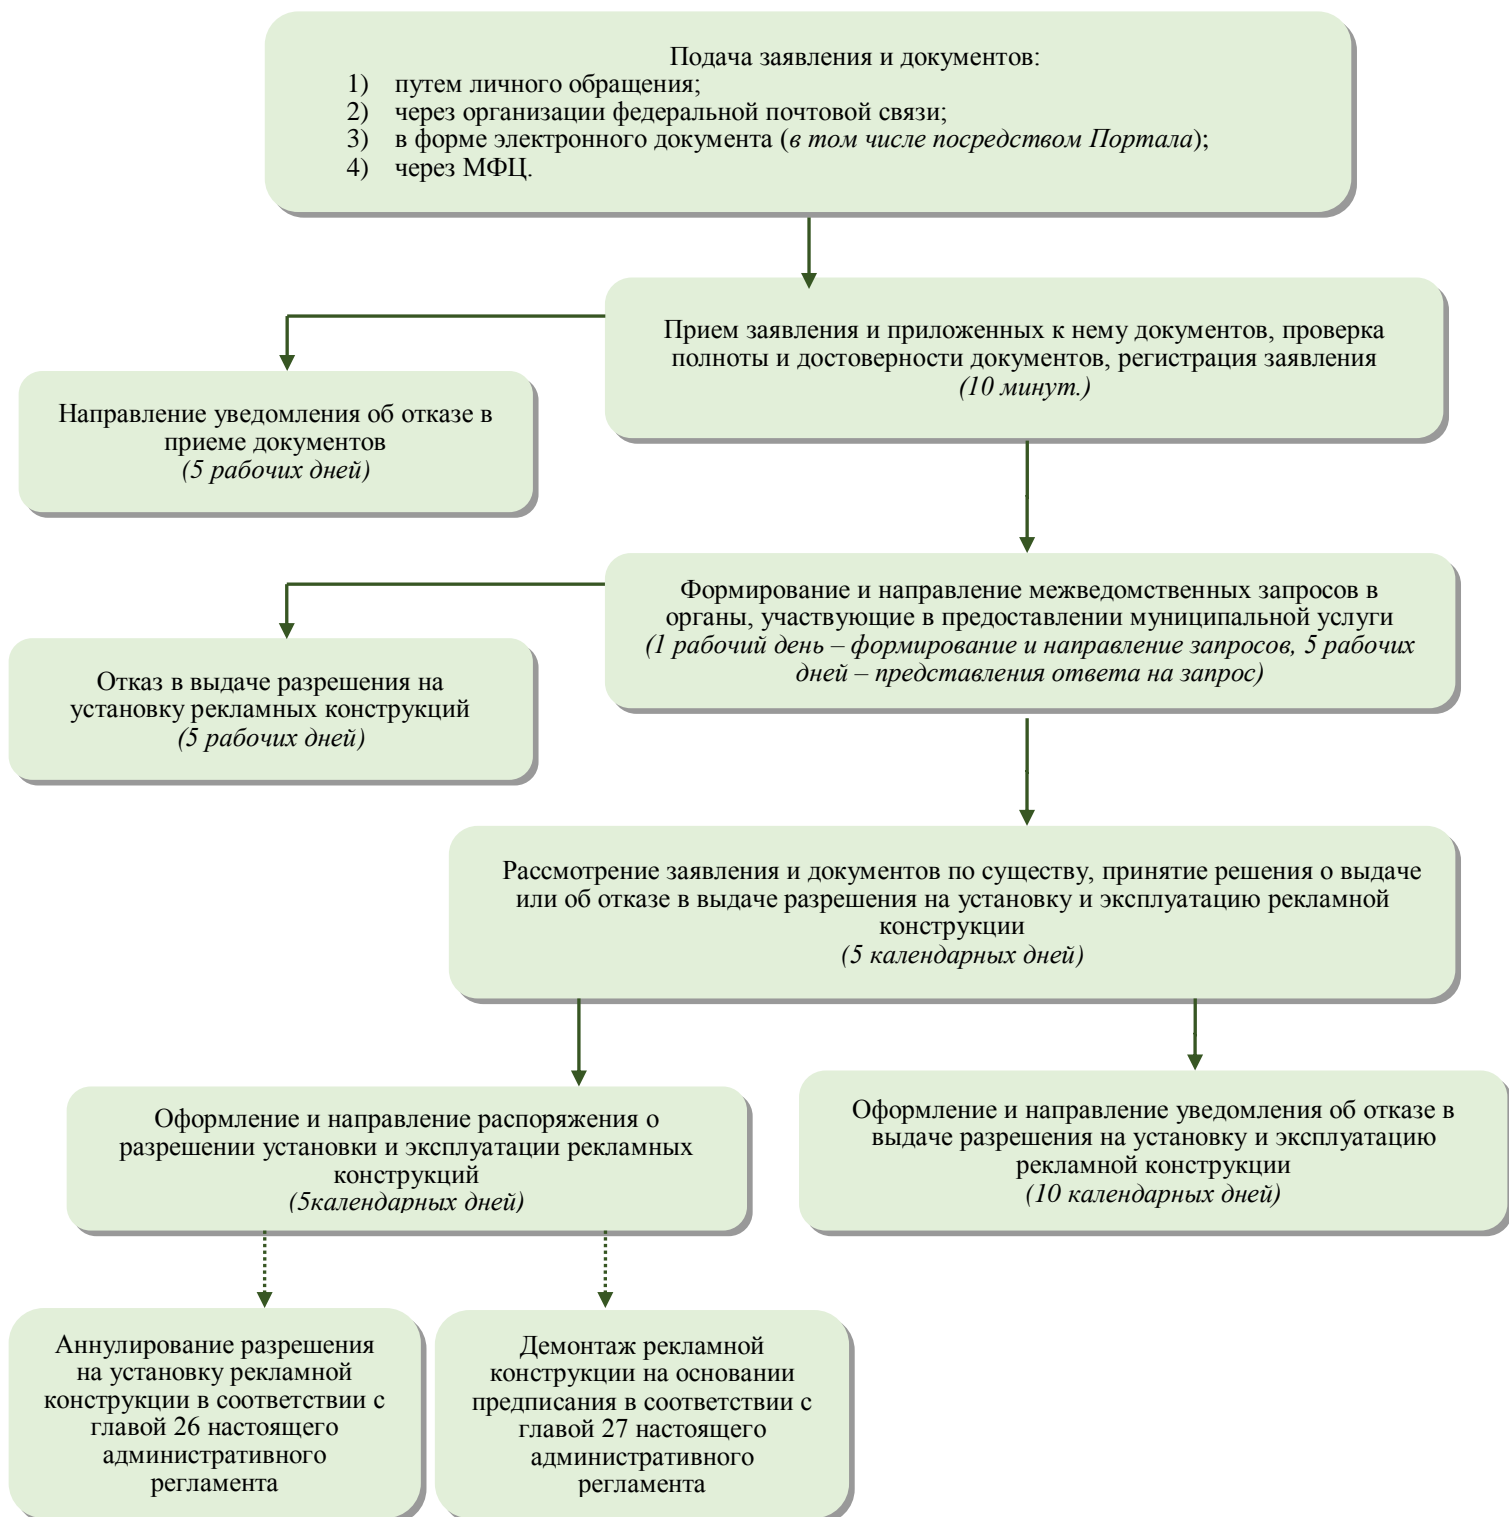 Подача заявления и документов:
1) путем личного обращения;
2) через организации федеральной почтовой связи;
3) в форме электронного документа (в том числе посредством Портала);
4) через МФЦ.
Прием заявления и приложенных к нему документов, проверка
полноты и достоверности документов, регистрация заявления
(10 минут.)
Направление уведомления об отказе в
приеме документов
(5 рабочих дней)
Формирование и направление межведомственных запросов в
органы, участвующие в предоставлении муниципальной услуги
(1 рабочий день – формирование и направление запросов, 5 рабочих
дней – представления ответа на запрос)
Отказ в выдаче разрешения на
установку рекламных конструкций
(5 рабочих дней)
Рассмотрение заявления и документов по существу, принятие решения о выдаче
или об отказе в выдаче разрешения на установку и эксплуатацию рекламной
конструкции
(5 календарных дней)
Оформление и направление распоряжения о
разрешении установки и эксплуатации рекламных
конструкций
(5календарных дней)
Оформление и направление уведомления об отказе в
выдаче разрешения на установку и эксплуатацию
рекламной конструкции
(10 календарных дней)
Аннулирование разрешения
на установку рекламной
конструкции в соответствии с
главой 26 настоящего
административного
регламента
Демонтаж рекламной
конструкции на основании
предписания в соответствии с
главой 27 настоящего
административного
регламента